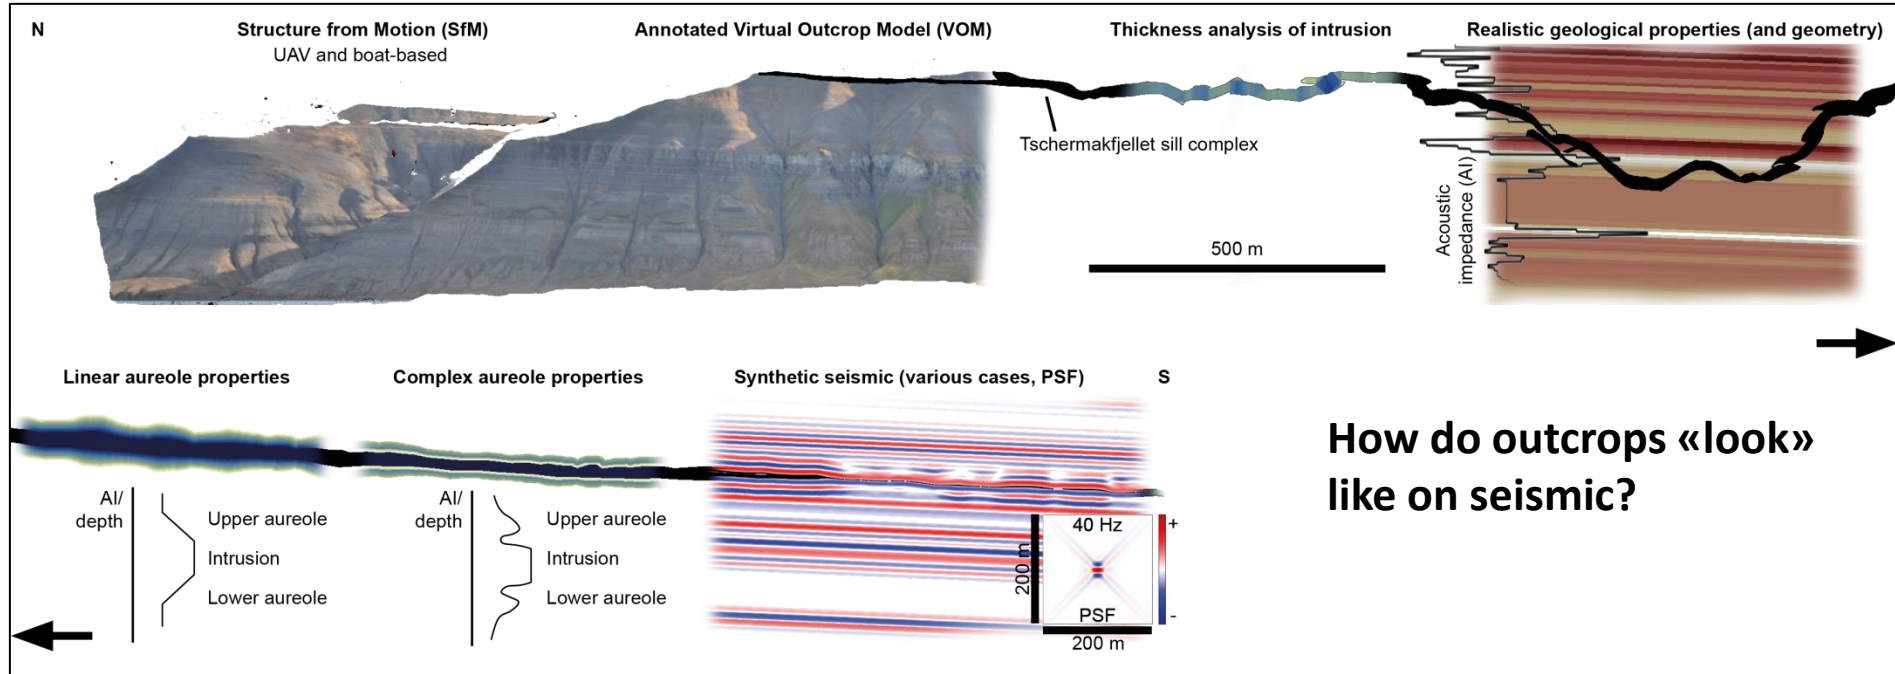 N
Structure from Motion (SfM)
UAV and boat-based
Annotated Virtual Outcrop Model (VOM)
Thickness analysis of intrusion
Realistic geological properties (and geometry)
Tschermakfjellet sill complex
Acoustic
impedance (AI)
500 m
Linear aureole properties
Complex aureole properties
Synthetic seismic (various cases, PSF)
S
AI/
depth
Upper aureole
Intrusion
Lower aureole
AI/
depth
Upper aureole
Intrusion
Lower aureole
40 Hz
PSF
200 m
200 m
+
-
How do outcrops «look»
like on seismic?